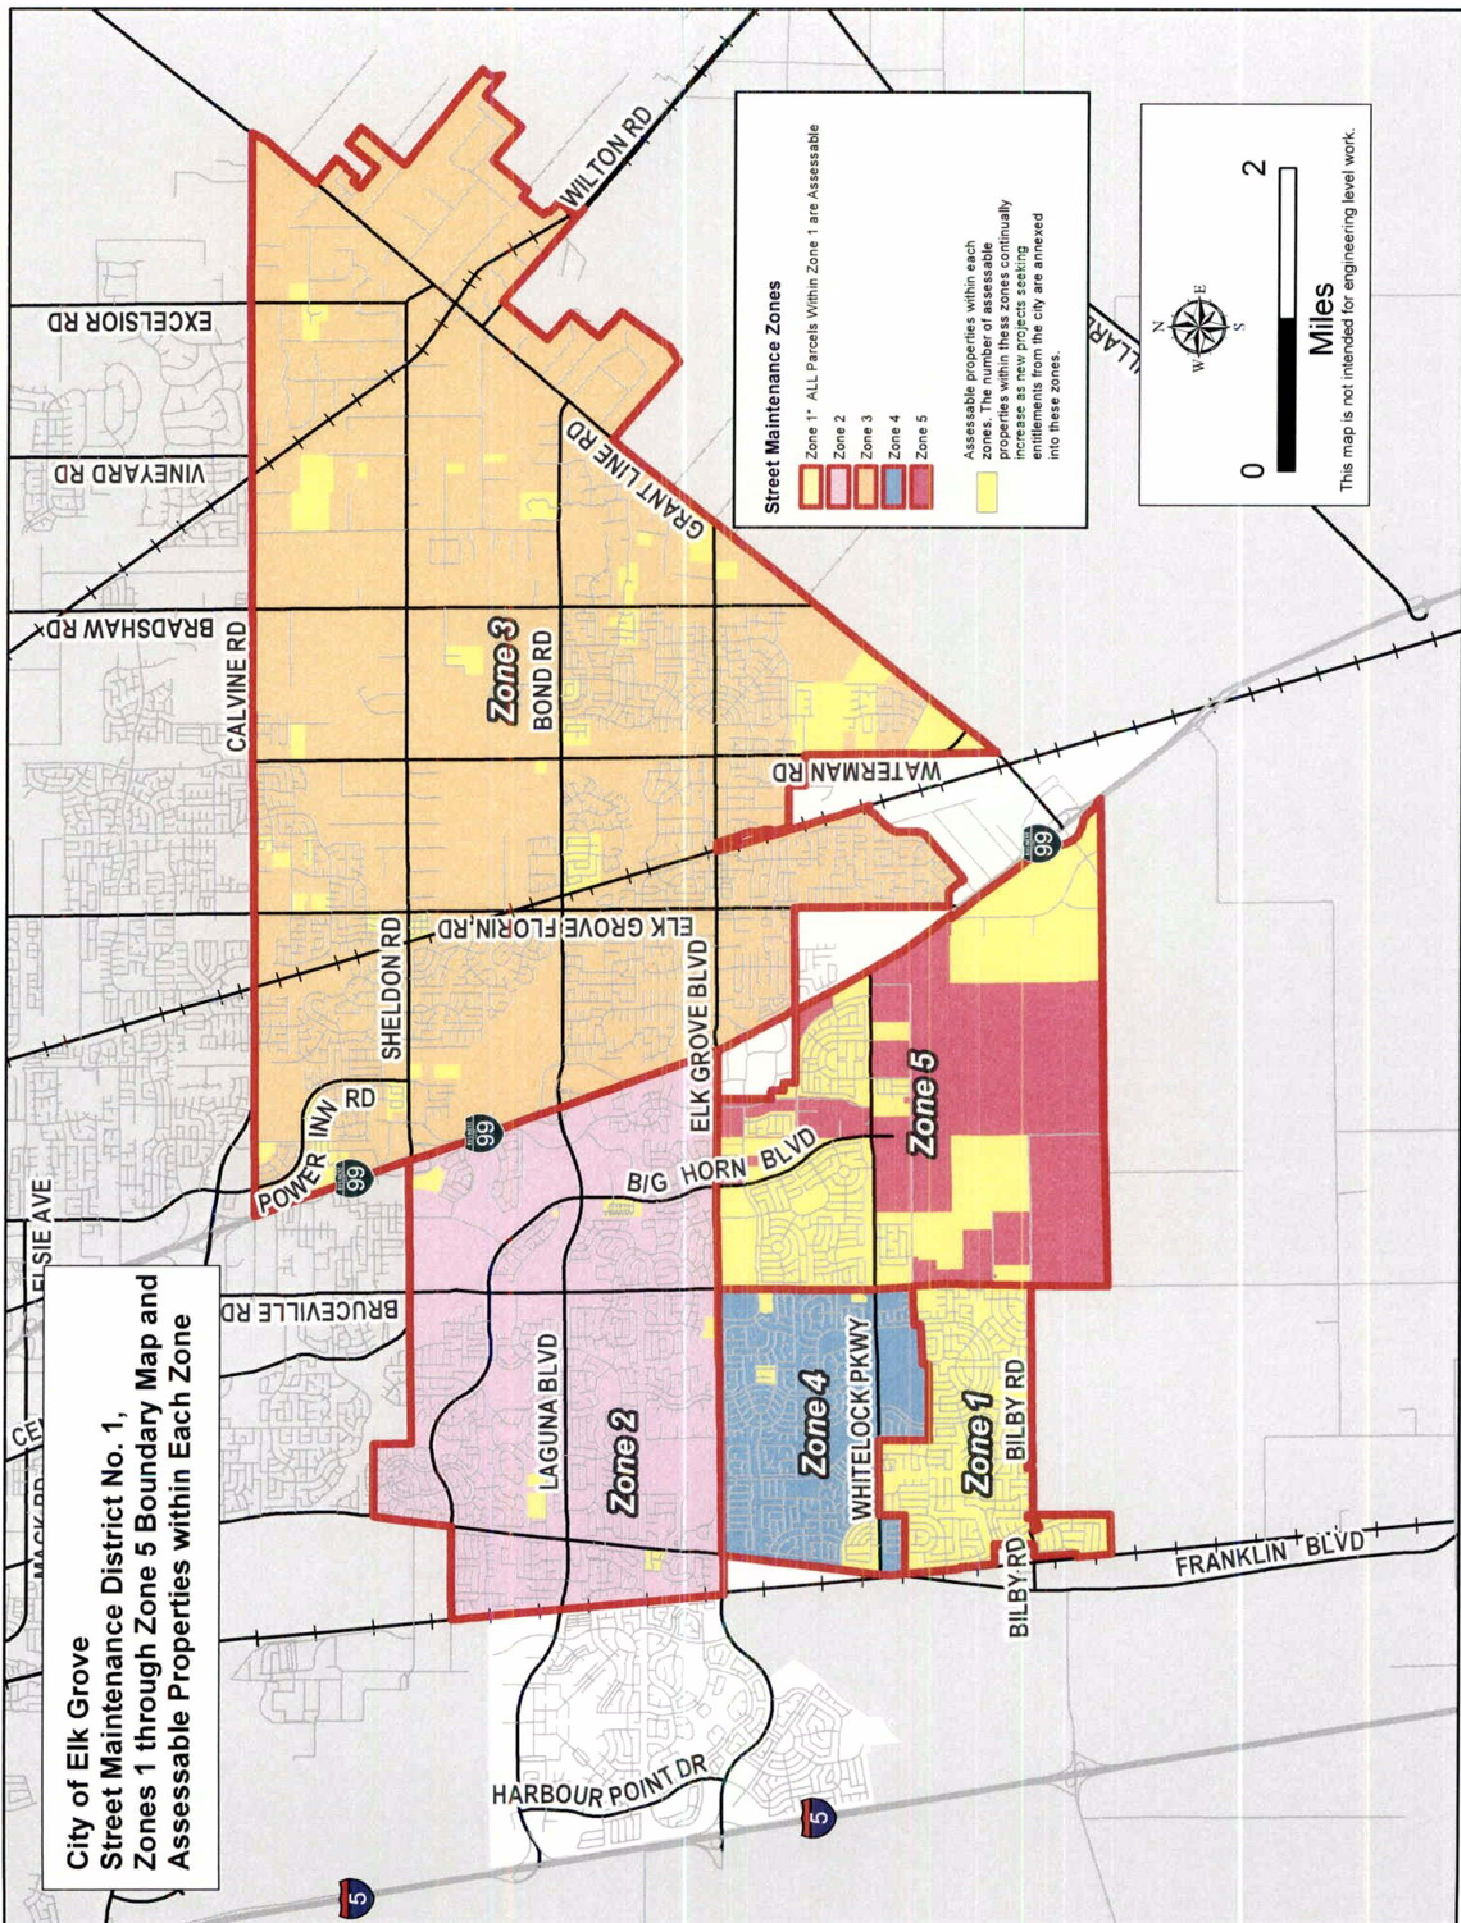 City of Elk Grove
Street Maintenance District No. 1,
Zones 1 through Zone 5 Boundary Map and
Assessable Properties within Each Zone
ELSIE AVE
POWER INN RD
CALVINE RD
BRUCEVILLE RD
BRADSHAW RD
VINEYARD RD
EXCELSIOR RD
SHELDON RD
99
99
ELK GROVE FLORIN RD
Zone 3
BOND RD
LAGUNA BLVD
Zone 2
BIG HORN BLVD
ELK GROVE BLVD
GRANT LINE RD
WILTON RD
WATERMAN RD
HARBOUR POINT DR
5
5
Zone 4
WHITELOCK PKWY
Zone 5
Zone 1
BILBY RD
BILBY RD
99
FRANKLIN BLVD
Street Maintenance Zones
Zone 1* ALL Parcels Within Zone 1 are Assessable
Zone 2
Zone 3
Zone 4
Zone 5
Assessable properties within each
zones. The number of assessable
properties within these zones continually
increase as new projects seeking
entitlements from the city are annexed
into these zones.
N
W E
S
0 2
Miles
This map is not intended for engineering level work.